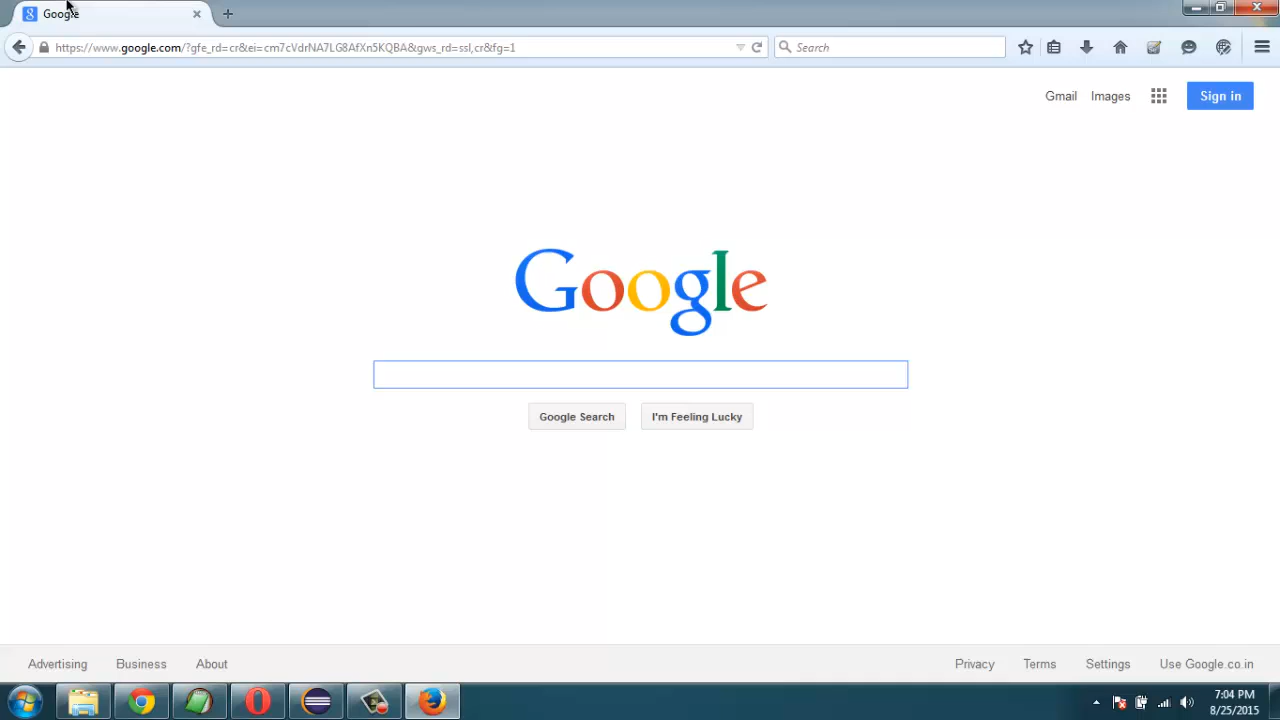 Google
https://www.google.com/?gfe_rd=cr&ei=cm7cVdrNA7LG8AfXn5KQBA&gws_rd=ssl,cr&fg=1
Search
Gmail Images Sign in
Google
Google Search I'm Feeling Lucky
Advertising Business About Privacy Terms Settings Use Google.co.in
7:04 PM
8/25/2015